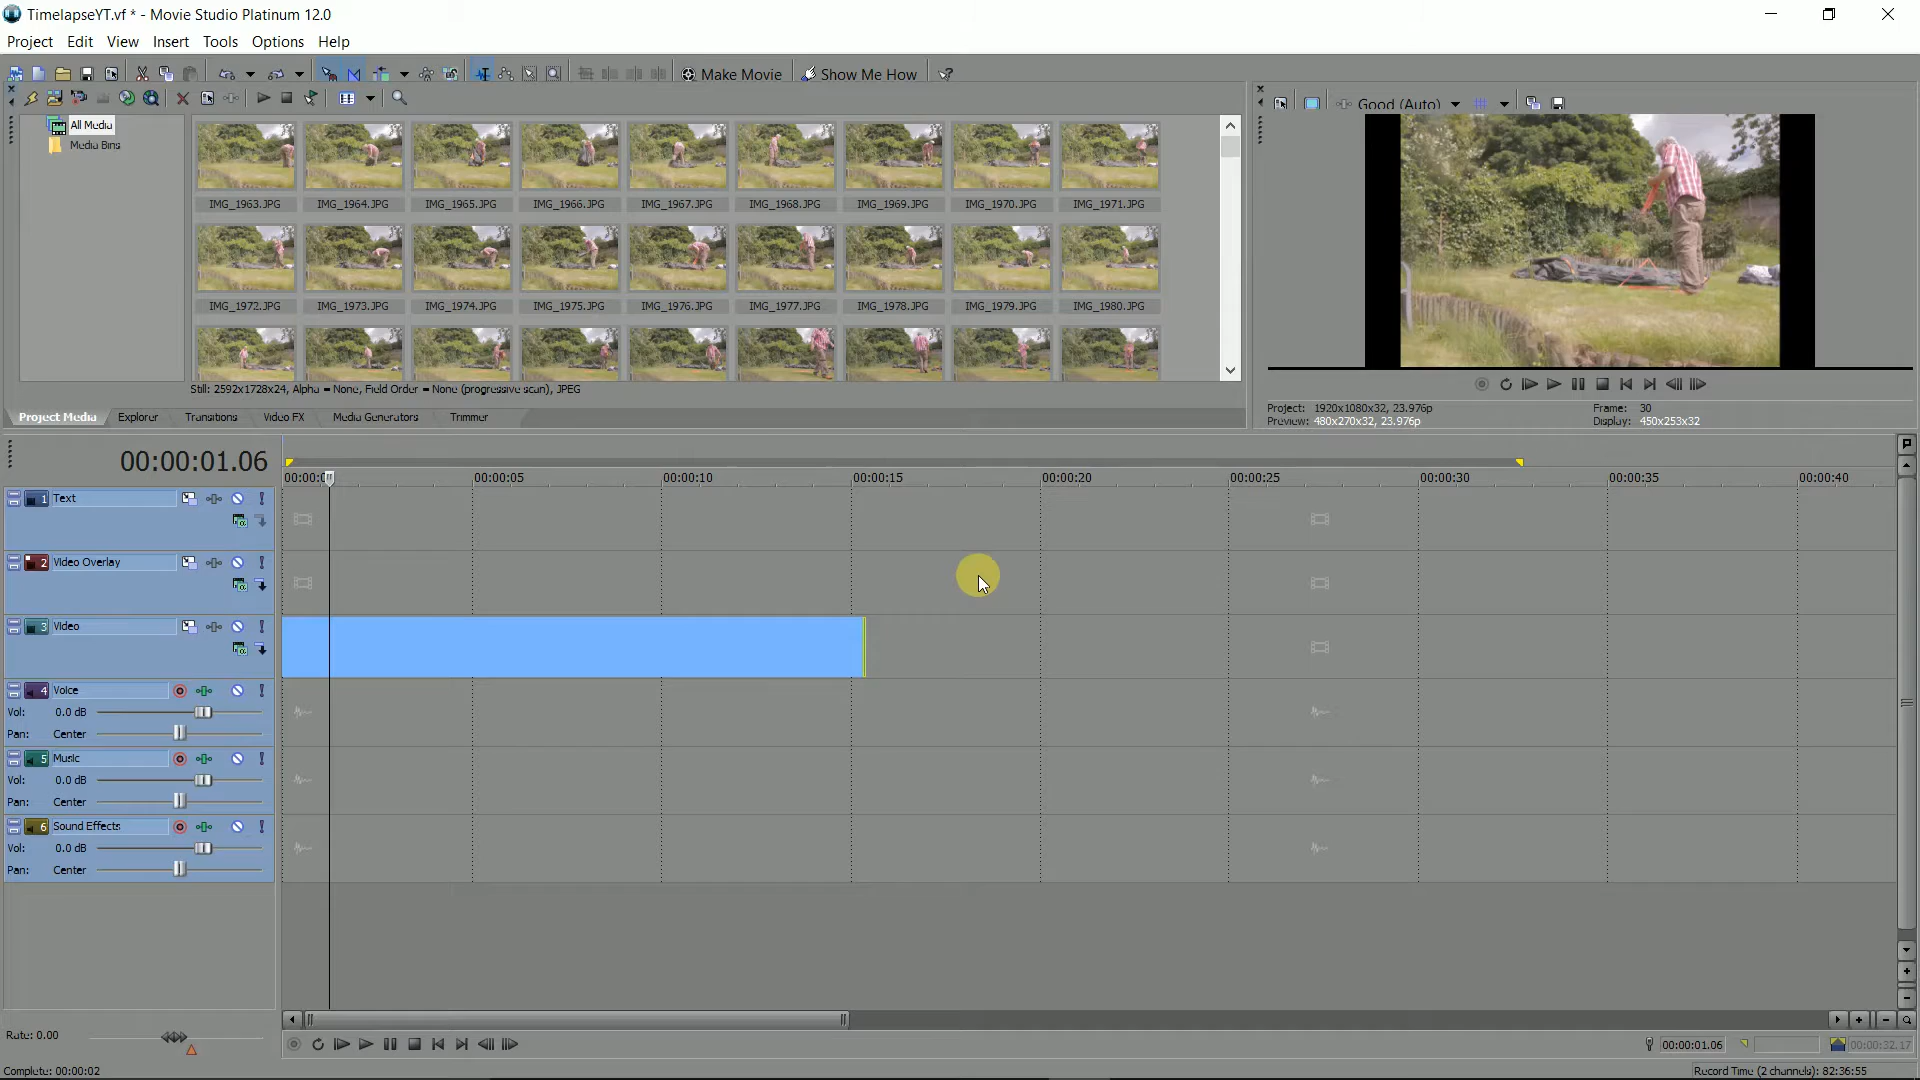 TimelapseYT.vf * - Movie Studio Platinum 12.0
Project Edit View Insert Tools Options Help
Make Movie Show Me How
All Media
Media Bins
Good (Auto)
IMG_1963.JPG IMG_1964.JPG IMG_1965.JPG IMG_1966.JPG IMG_1967.JPG IMG_1968.JPG IMG_1969.JPG IMG_1970.JPG IMG_1971.JPG
IMG_1972.JPG IMG_1973.JPG IMG_1974.JPG IMG_1975.JPG IMG_1976.JPG IMG_1977.JPG IMG_1978.JPG IMG_1979.JPG IMG_1980.JPG
Still: 2592x1728x24, Alpha = None, Field Order = None (progressive scan), JPEG
Project Media Explorer Transitions Video FX Media Generators Trimmer
Project: 1920x1080x32, 23.976p Frame: 30
Preview: 480x270x32, 23.976p Display: 450x253x32
00:00:01.06
00:00:05 00:00:10 00:00:15 00:00:20 00:00:25 00:00:30 00:00:35 00:00:40
1 Text
2 Video Overlay
3 Video
4 Voice
Vol: 0.0 dB
Pan: Center
5 Music
Vol: 0.0 dB
Pan: Center
6 Sound Effects
Vol: 0.0 dB
Pan: Center
Rate: 0.00
00:00:01.06 00:00:32.17
Complete: 00:00:02
Record Time (2 channels): 82:36:55